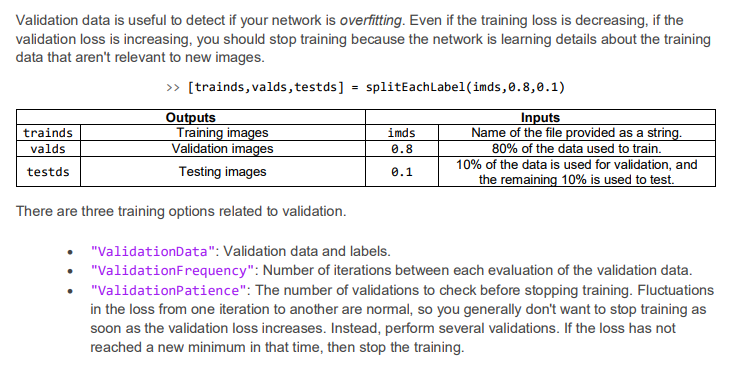 Validation data is useful to detect if your network is overfitting. Even if the training loss is decreasing, if the
validation loss is increasing, you should stop training because the network is learning details about the training
data that aren't relevant to new images.
>> [trainds,valds,testds] = splitEachLabel(imds,0.8,0.1)
Outputs Inputs
trainds Training images imds Name of the file provided as a string.
valds Validation images 0.8 80% of the data used to train.
testds Testing images 0.1 10% of the data is used for validation, and
the remaining 10% is used to test.
There are three training options related to validation.
• "ValidationData": Validation data and labels.
• "ValidationFrequency": Number of iterations between each evaluation of the validation data.
• "ValidationPatience": The number of validations to check before stopping training. Fluctuations
in the loss from one iteration to another are normal, so you generally don't want to stop training as
soon as the validation loss increases. Instead, perform several validations. If the loss has not
reached a new minimum in that time, then stop the training.